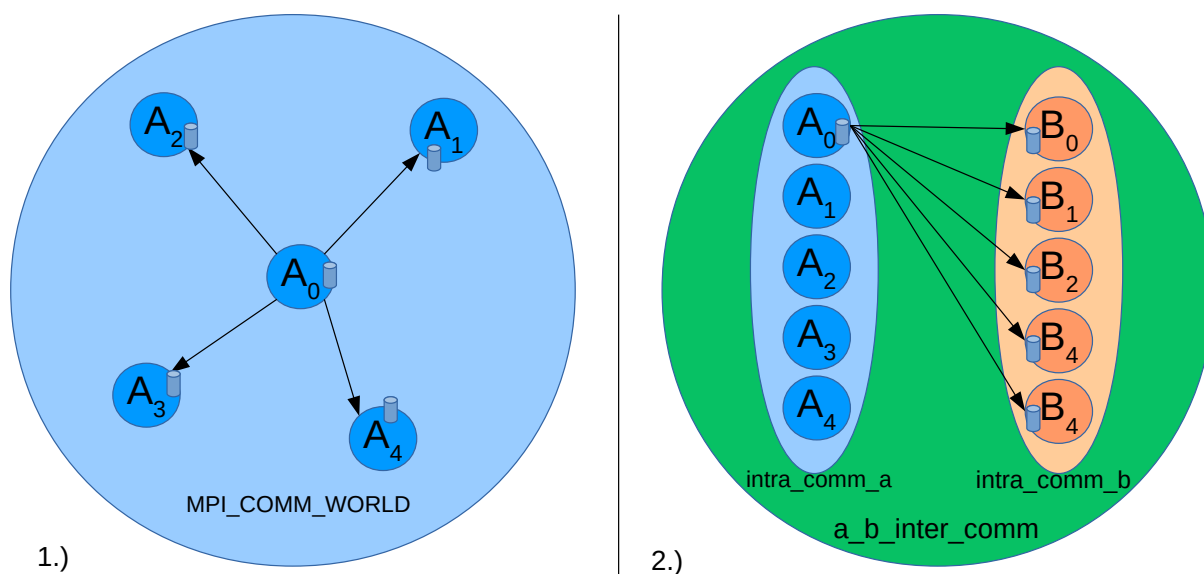 A2
A1
A0
A3
A4
MPI_COMM_WORLD
1.)
A0
B0
A1
B1
A2
B2
A3
B4
A4
B4
intra_comm_a
intra_comm_b
a_b_inter_comm
2.)